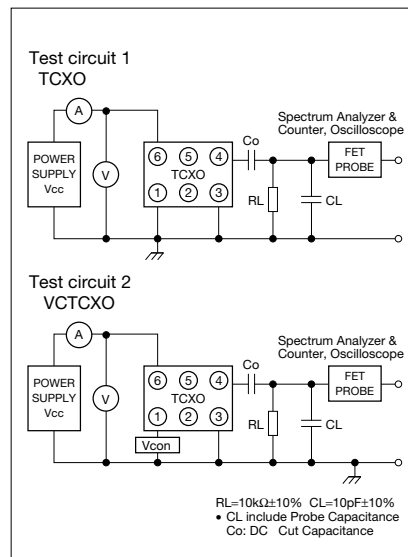 Test circuit 1
TCXO
A
Spectrum Analyzer &
Counter, Oscilloscope
Co
POWER
SUPPLY
Vcc
V
6 5 4
TCXO
1 2 3
RL
CL
FET
PROBE
Test circuit 2
VCTCXO
A
Spectrum Analyzer &
Counter, Oscilloscope
Co
POWER
SUPPLY
Vcc
V
6 5 4
TCXO
1 2 3
Vcon
RL
CL
FET
PROBE
RL=10kΩ±10% CL=10pF±10%
• CL include Probe Capacitance
Co: DC Cut Capacitance